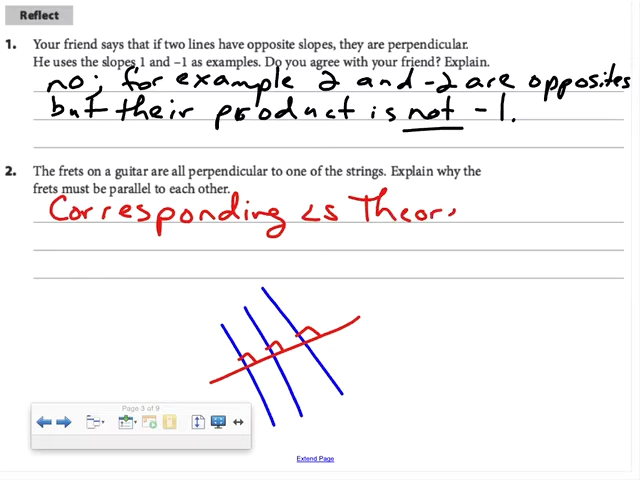 Reflect
1. Your friend says that if two lines have opposite slopes, they are perpendicular.
He uses the slopes 1 and −1 as examples. Do you agree with your friend? Explain.
no; for example 2 and -2 are opposites
but their product is not -1.
2. The frets on a guitar are all perpendicular to one of the strings. Explain why the
frets must be parallel to each other.
Corresponding ∠s Theor
Page 3 of 9
Extend Page